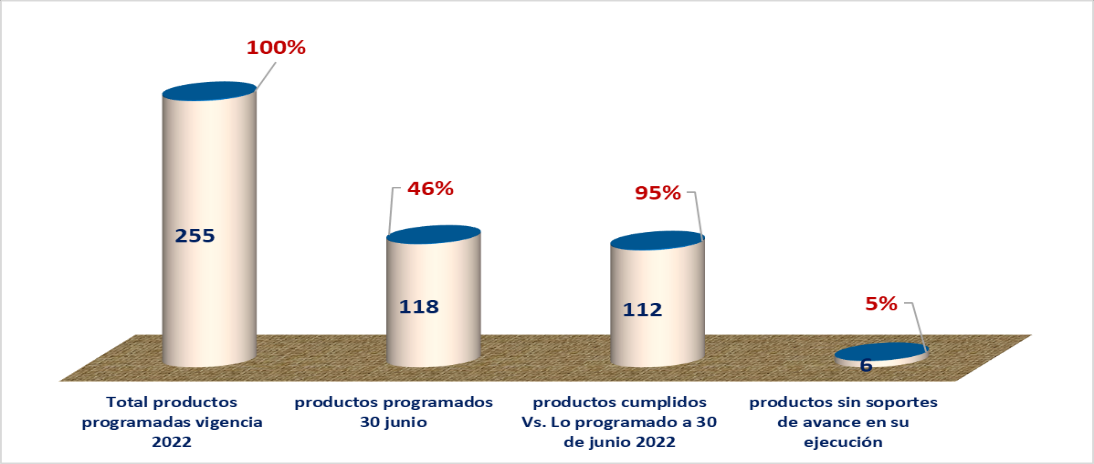 100%
46%
95%
5%
255
118
112
6
Total productos
programadas vigencia
2022
productos programados
30 junio
productos cumplidos
Vs. Lo programado a 30
de junio 2022
productos sin soportes
de avance en su
ejecución